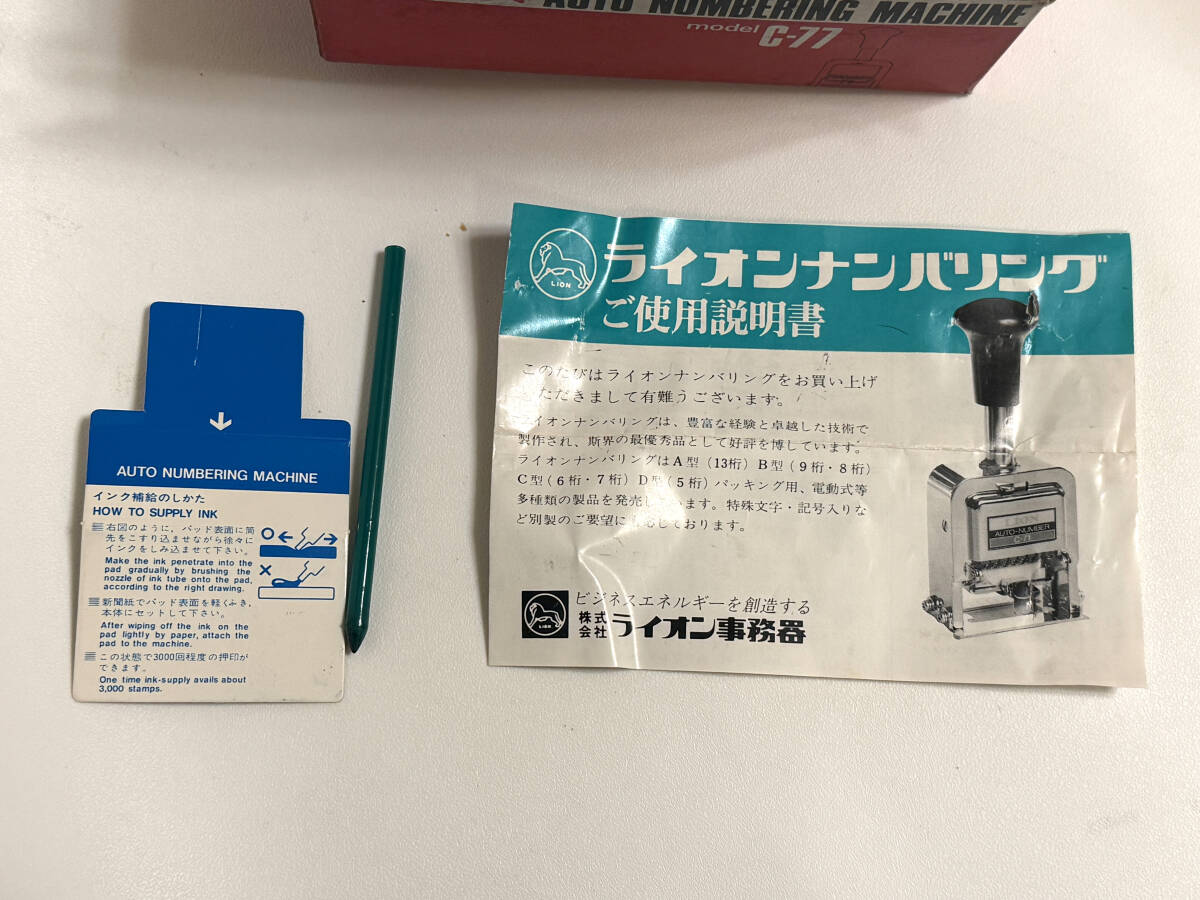 AUTO NUMBERING MACHINE
model C-77
AUTO NUMBERING MACHINE
インク補給のしかた
HOW TO SUPPLY INK
右図のように，パッド表面に筒
先をこすり込ませながら徐々に
インクをしみ込ませて下さい。
Make the ink penetrate into the
pad gradually by brushing the
nozzle of ink tube onto the pad,
according to the right drawing.
新聞紙でパッド表面を軽くふき，
本体にセットして下さい。
After wiping off the ink on the
pad lightly by paper, attach the
pad to the machine.
この状態で3000回程度の押印が
できます。
One time ink-supply avails about
3,000 stamps.
LION
ライオンナンバリング
ご使用説明書
このたびはライオンナンバリングをお買い上げ
いただきまして有難うございます。
ライオンナンバリングは、豊富な経験と卓越した技術で
製作され、斯界の最優秀品として好評を博しています。
ライオンナンバリングはA型(13桁)B型(9桁・8桁)
C型(6桁・7桁)D型(5桁)パッキング用、電動式等
多種類の製品を発売しています。特殊文字・記号入りな
ど別製のご要望にも応じております。
AUTO-NUMBER
LION
ビジネスエネルギーを創造する
株式会社ライオン事務器